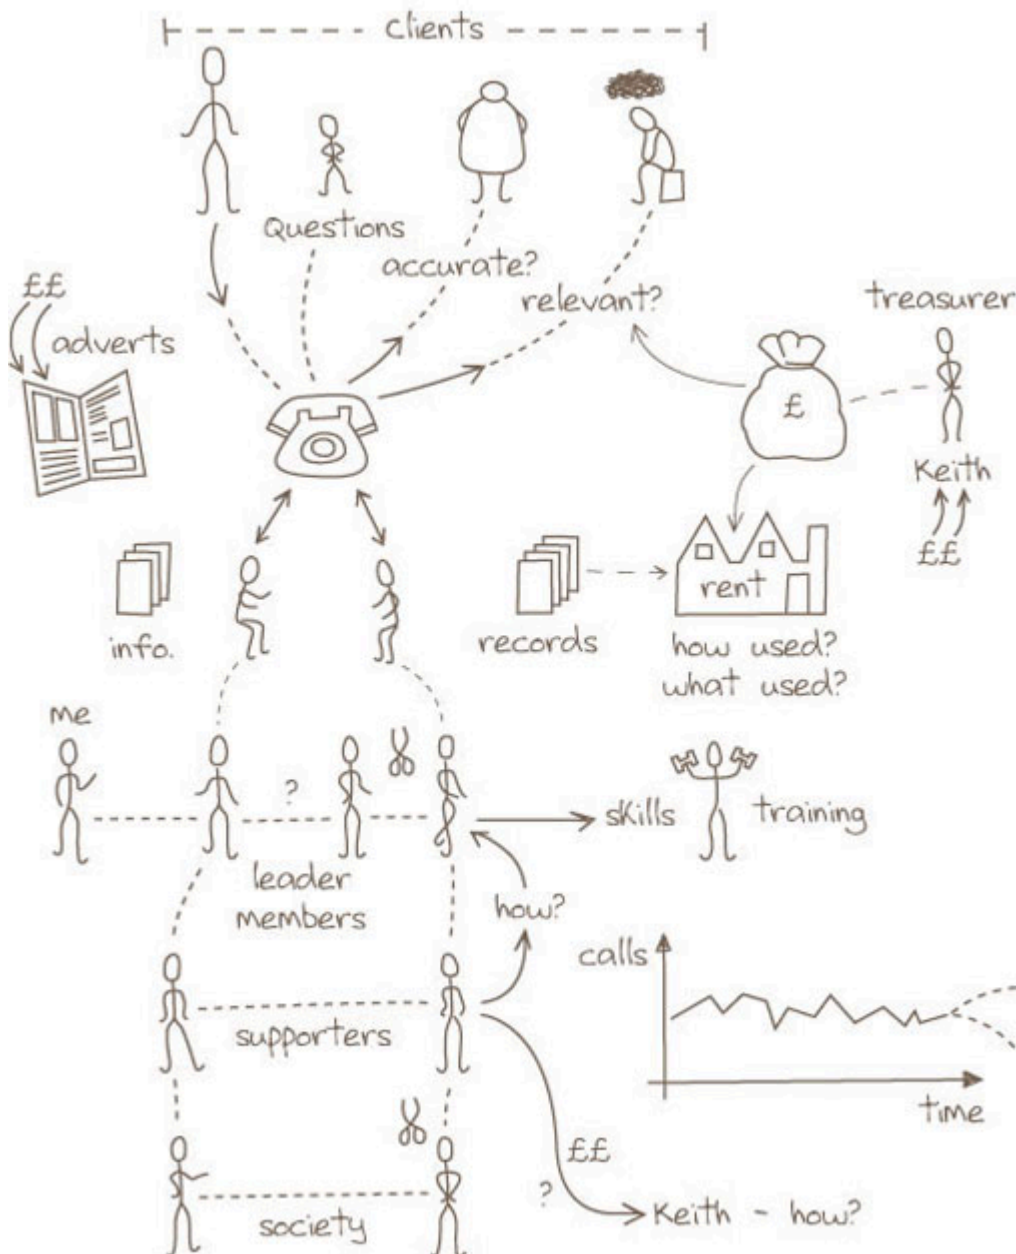 clients
Questions
accurate?
relevant?
££
adverts
treasurer
£
Keith
££
info.
records
rent
how used?
what used?
me
?
leader
members
skills
training
how?
calls
supporters
time
££
?
society
Keith - how?